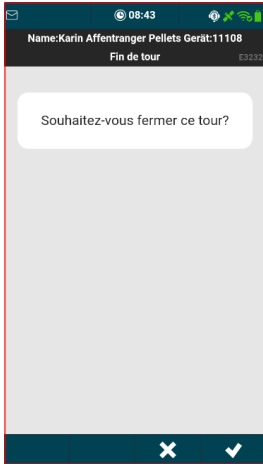 08:43
Name:Karin Affentranger Pellets Gerät:11108
Fin de tour E3232
Souhaitez-vous fermer ce tour?